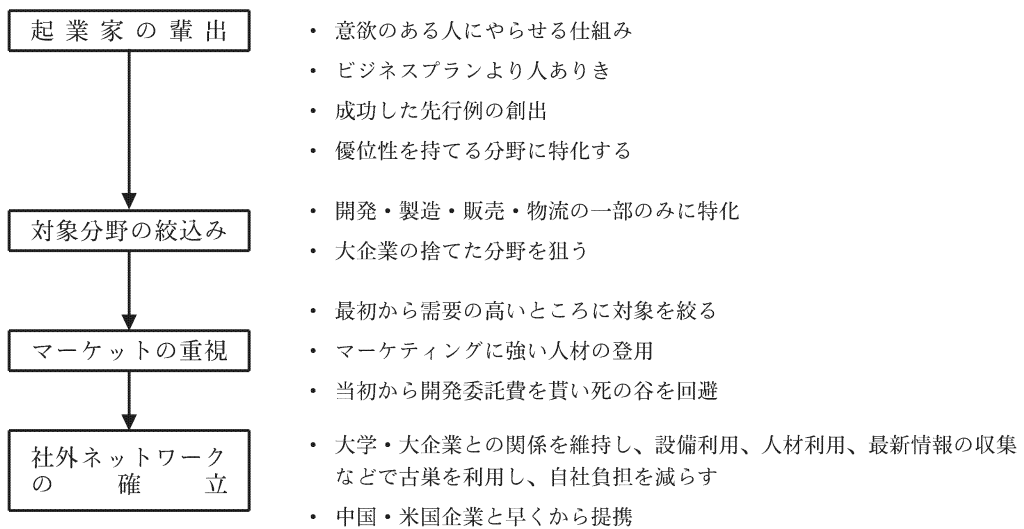 起業家の輩出
・ 意欲のある人にやらせる仕組み
・ ビジネスプランより人ありき
・ 成功した先行例の創出
・ 優位性を持てる分野に特化する
対象分野の絞込み
・ 開発・製造・販売・物流の一部のみに特化
・ 大企業の捨てた分野を狙う
マーケットの重視
・ 最初から需要の高いところに対象を絞る
・ マーケティングに強い人材の登用
・ 当初から開発委託費を貰い死の谷を回避
社外ネットワーク
の確立
・ 大学・大企業との関係を維持し、設備利用、人材利用、最新情報の収集
などで古巣を利用し、自社負担を減らす
・ 中国・米国企業と早くから提携